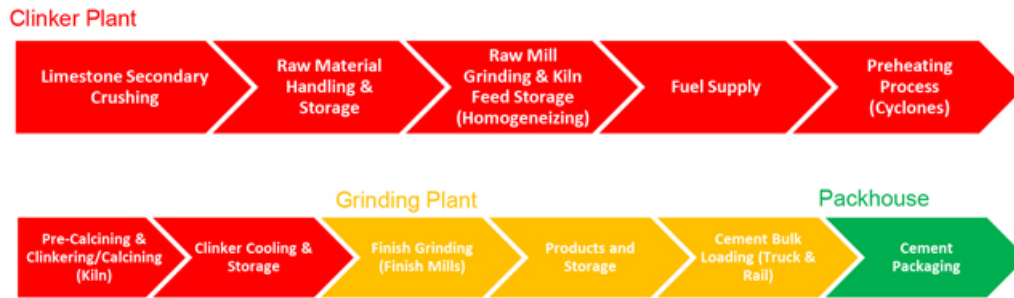 Clinker Plant
Limestone Secondary
Crushing
Raw Material
Handling &
Storage
Raw Mill
Grinding & Kiln
Feed Storage
(Homogeneizing)
Fuel Supply
Preheating
Process
(Cyclones)
Grinding Plant
Packhouse
Pre-Calcining &
Clinkering/Calcining
(Kiln)
Clinker Cooling &
Storage
Finish Grinding
(Finish Mills)
Products and
Storage
Cement Bulk
Loading (Truck &
Rail)
Cement
Packaging